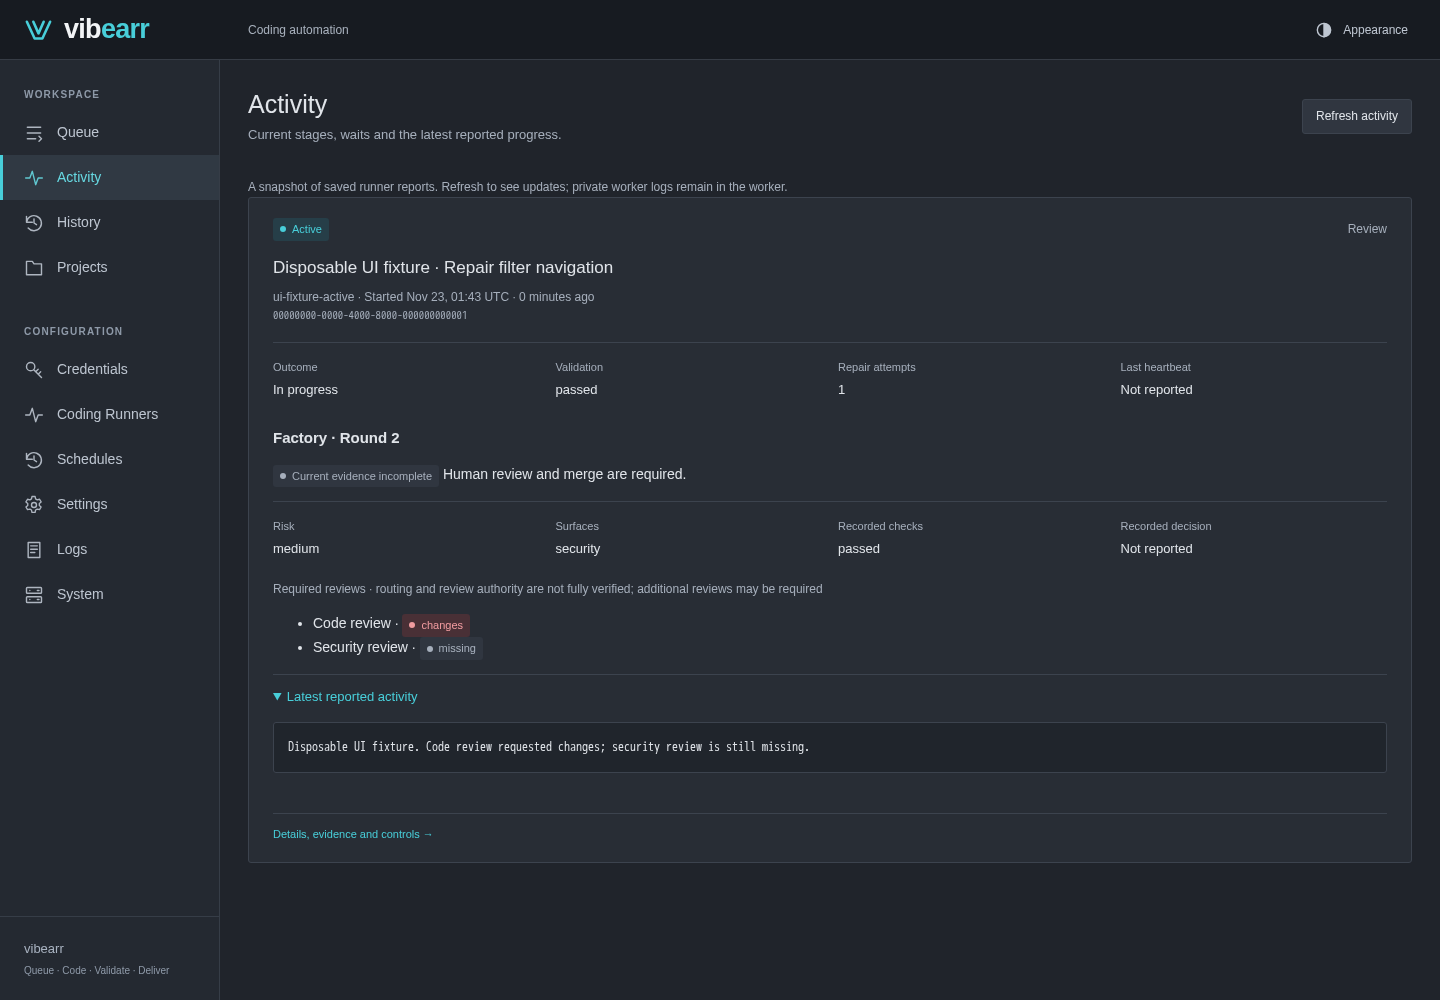 vibearr
Coding automation
Appearance
WORKSPACE
Queue
Activity
History
Projects
CONFIGURATION
Credentials
Coding Runners
Schedules
Settings
Logs
System
vibearr
Queue · Code · Validate · Deliver
Activity
Current stages, waits and the latest reported progress.
Refresh activity
A snapshot of saved runner reports. Refresh to see updates; private worker logs remain in the worker.
Active
Review
Disposable UI fixture · Repair filter navigation
ui-fixture-active · Started Nov 23, 01:43 UTC · 0 minutes ago
00000000-0000-4000-8000-000000000001
Outcome Validation Repair attempts Last heartbeat
In progress passed 1 Not reported
Factory · Round 2
Current evidence incomplete Human review and merge are required.
Risk Surfaces Recorded checks Recorded decision
medium security passed Not reported
Required reviews · routing and review authority are not fully verified; additional reviews may be required
• Code review · changes
• Security review · missing
▼ Latest reported activity
Disposable UI fixture. Code review requested changes; security review is still missing.
Details, evidence and controls →